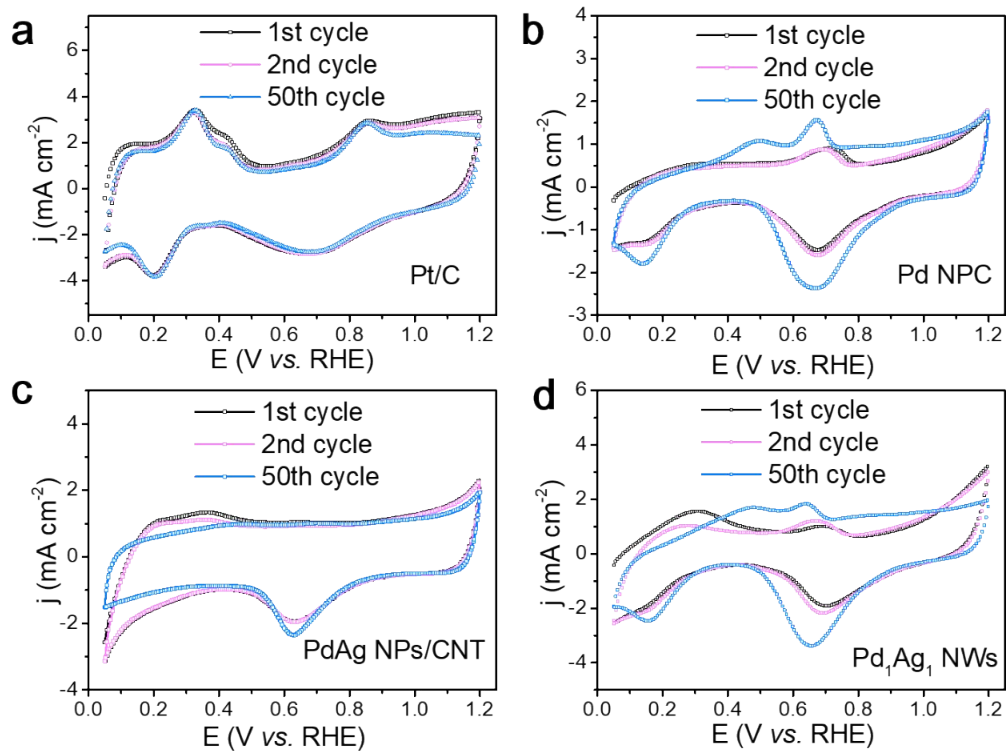 a
6
4
2
0
-2
-4
j (mA cm⁻²)
1st cycle
2nd cycle
50th cycle
Pt/C
0.0 0.2 0.4 0.6 0.8 1.0 1.2
E (V vs. RHE)
b
4
3
2
1
0
-1
-2
-3
j (mA cm⁻²)
1st cycle
2nd cycle
50th cycle
Pd NPC
0.0 0.2 0.4 0.6 0.8 1.0 1.2
E (V vs. RHE)
c
4
2
0
-2
-4
j (mA cm⁻²)
1st cycle
2nd cycle
50th cycle
PdAg NPs/CNT
0.0 0.2 0.4 0.6 0.8 1.0 1.2
E (V vs. RHE)
d
6
4
2
0
-2
-4
j (mA cm⁻²)
1st cycle
2nd cycle
50th cycle
Pd₁Ag₁ NWs
0.0 0.2 0.4 0.6 0.8 1.0 1.2
E (V vs. RHE)